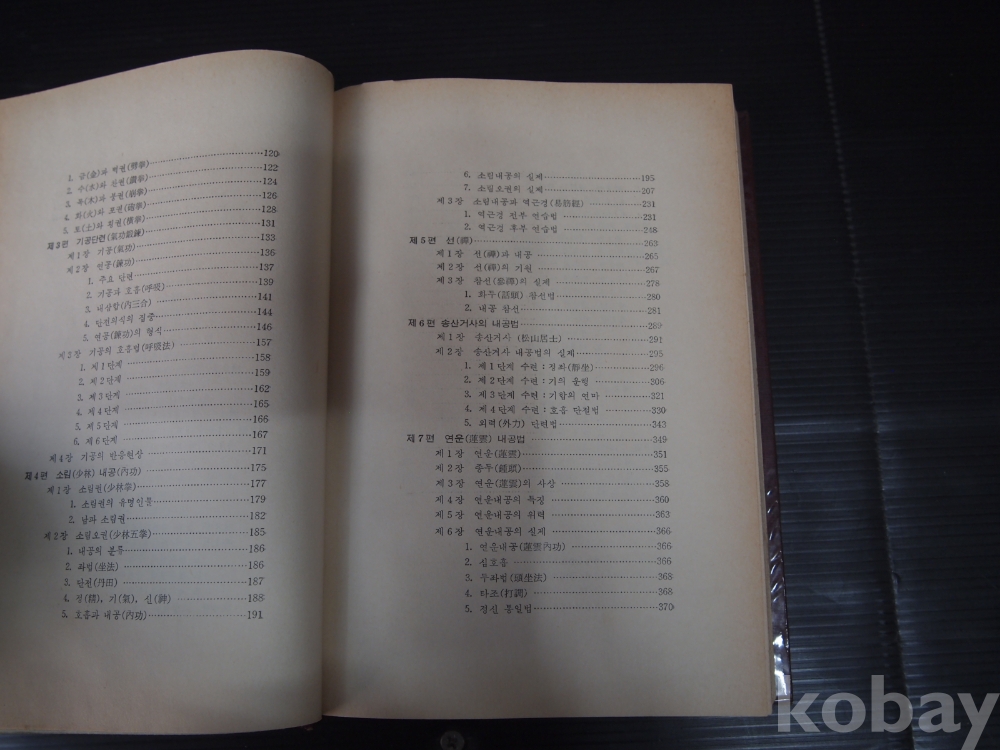 1. 금(金)과 벽권(劈拳)⋯⋯120
2. 수(水)와 찬권(鑽拳)⋯⋯122
3. 목(木)과 붕권(崩拳)⋯⋯124
4. 화(火)와 포권(砲拳)⋯⋯126
5. 토(土)와 횡권(橫拳)⋯⋯128
제3편 기공단련(氣功鍛鍊)⋯⋯131
제1장 기공(氣功)⋯⋯133
제2장 연공(鍊功)⋯⋯136
1. 주요 단련⋯⋯137
2. 기공과 호흡(呼吸)⋯⋯139
3. 내삼합(內三合)⋯⋯141
4. 단전의식의 집중⋯⋯144
5. 연공(鍊功)의 형식⋯⋯146
제3장 기공의 호흡법(呼吸法)⋯⋯157
1. 제1단계⋯⋯158
2. 제2단계⋯⋯159
3. 제3단계⋯⋯162
4. 제4단계⋯⋯165
5. 제5단계⋯⋯166
6. 제6단계⋯⋯167
제4장 기공의 반응현상⋯⋯171
제4편 소림(少林) 내공(內功)⋯⋯175
제1장 소림권(少林拳)⋯⋯177
1. 소림권의 유명인물⋯⋯179
2. 남파 소림권⋯⋯182
제2장 소림오권(少林五拳)⋯⋯185
1. 내공의 분류⋯⋯186
2. 좌법(坐法)⋯⋯186
3. 단전(丹田)⋯⋯187
4. 정(精), 기(氣), 신(神)⋯⋯188
5. 호흡과 내공(內功)⋯⋯191
6. 소림내공의 실제⋯⋯195
7. 소림오권의 실제⋯⋯207
제3장 소림내공과 역근경(易筋經)⋯⋯231
1. 역근경 전부 연습법⋯⋯231
2. 역근경 후부 연습법⋯⋯248
제5편 선(禪)⋯⋯263
제1장 선(禪)과 내공⋯⋯265
제2장 선(禪)의 기원⋯⋯267
제3장 참선(參禪)의 실제⋯⋯278
1. 화두(話頭) 참선법⋯⋯280
2. 내공 참선⋯⋯281
제6편 송산거사의 내공법⋯⋯289
제1장 송산거사 (松山居士)⋯⋯291
제2장 송산거사 내공법의 실제⋯⋯295
1. 제1단계 수련 : 정좌(靜坐)⋯⋯296
2. 제2단계 수련 : 기의 운행⋯⋯306
3. 제3단계 수련 : 기합의 연마⋯⋯321
4. 제4단계 수련 : 호흡 단절법⋯⋯330
5. 외력(外力) 단련법⋯⋯343
제7편 연운(蓮雲) 내공법⋯⋯349
제1장 연운(蓮雲)⋯⋯351
제2장 종두(鍾頭)⋯⋯355
제3장 연운(蓮雲)의 사상⋯⋯358
제4장 연운내공의 특징⋯⋯360
제5장 연운내공의 위력⋯⋯363
제6장 연운내공의 실제⋯⋯366
1. 연운내공(蓮雲內功)⋯⋯366
2. 심호흡⋯⋯366
3. 두좌법(頭坐法)⋯⋯368
4. 타조(打調)⋯⋯368
5. 정신 통일법⋯⋯370
kobay